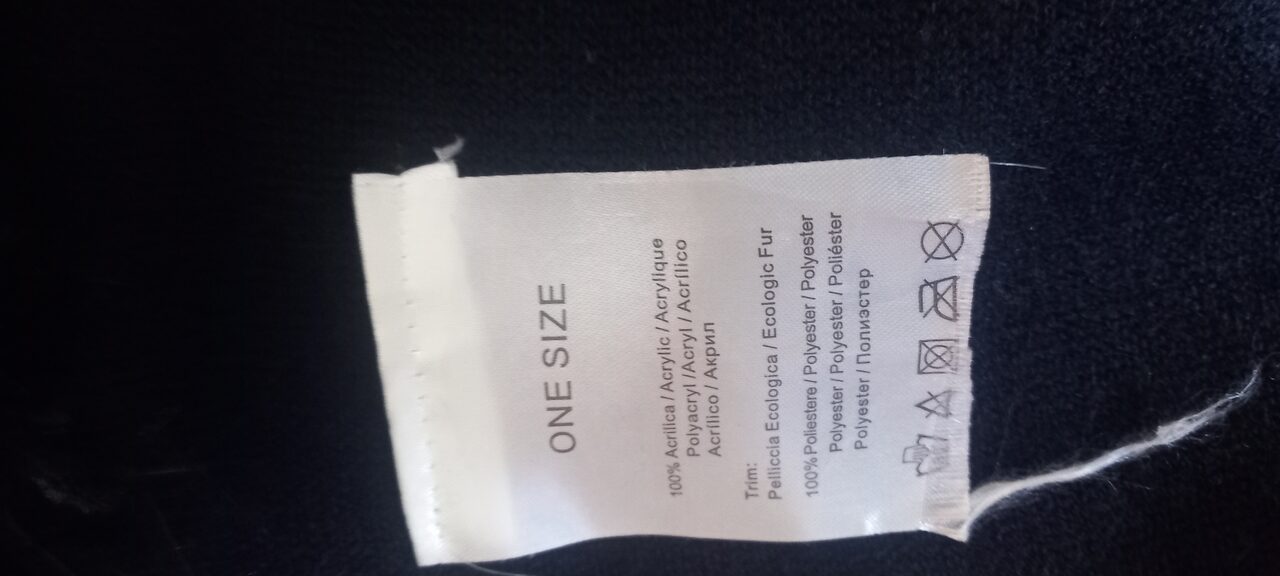 ONE SIZE
100% Acrilica / Acrylic / Acrylique
Polyacryl /Acryl / Acrílico
Acrílico / Акрил
Trim:
Pelliccia Ecologica / Ecologic Fur
100% Poliestere / Polyester / Polyester
Polyester / Polyester / Poliéster
Polyester / Полиэстер